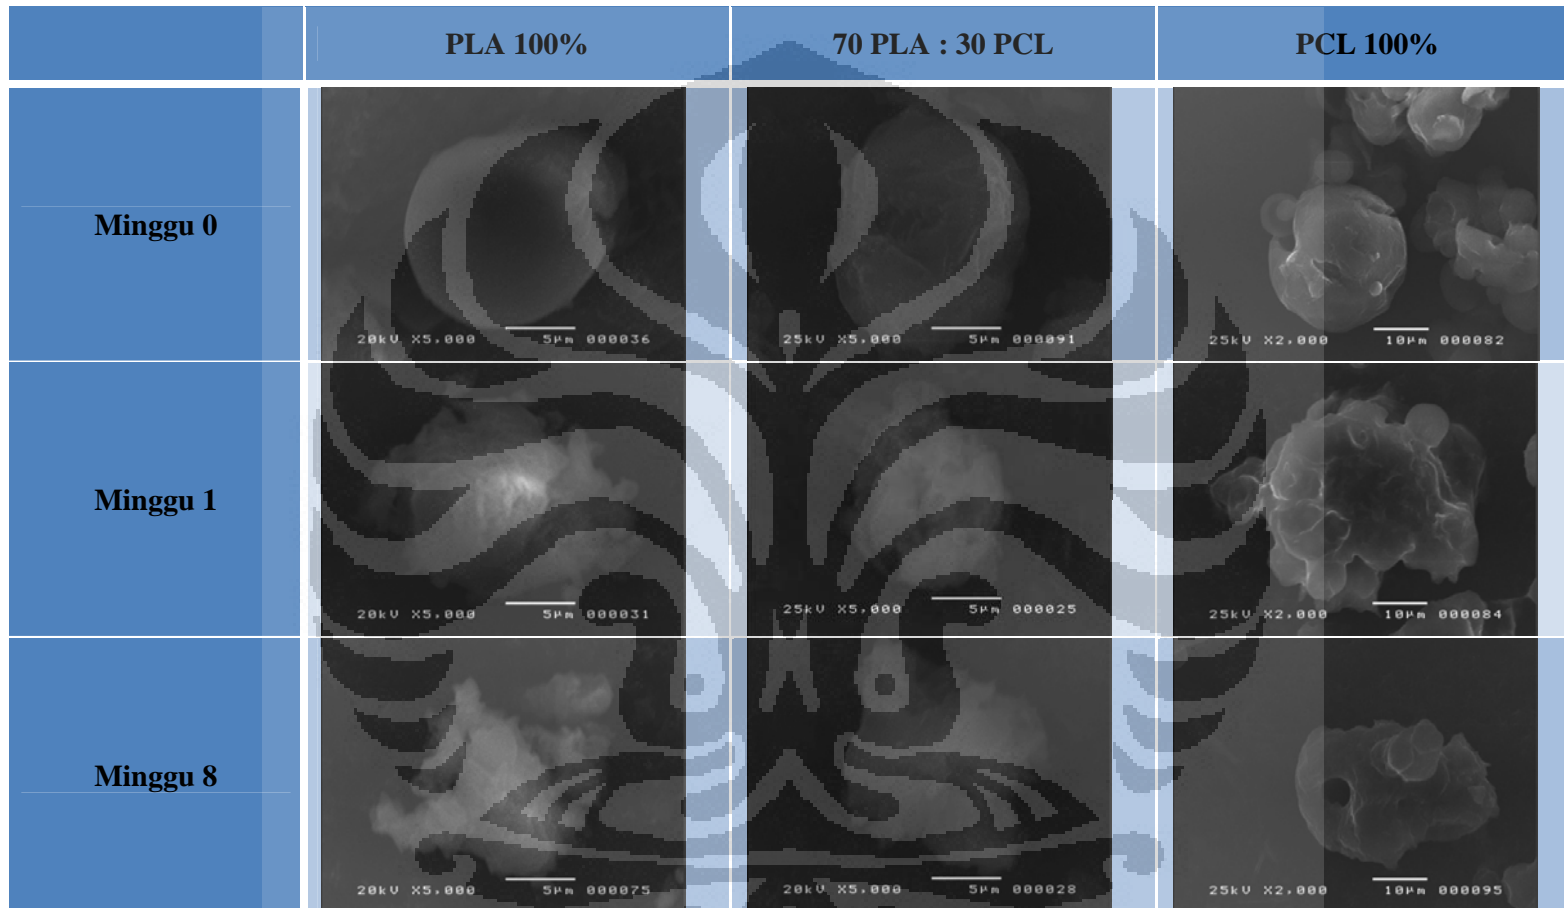 PLA 100% 70 PLA : 30 PCL PCL 100%
Minggu 0
20kV X5,000 5µm 000036
25kV X5,000 5µm 000091
25kV X2,000 10µm 000082
Minggu 1
20kV X5,000 5µm 000031
25kV X5,000 5µm 000025
25kV X2,000 10µm 000084
Minggu 8
20kV X5,000 5µm 000075
20kV X5,000 5µm 000028
25kV X2,000 10µm 000095